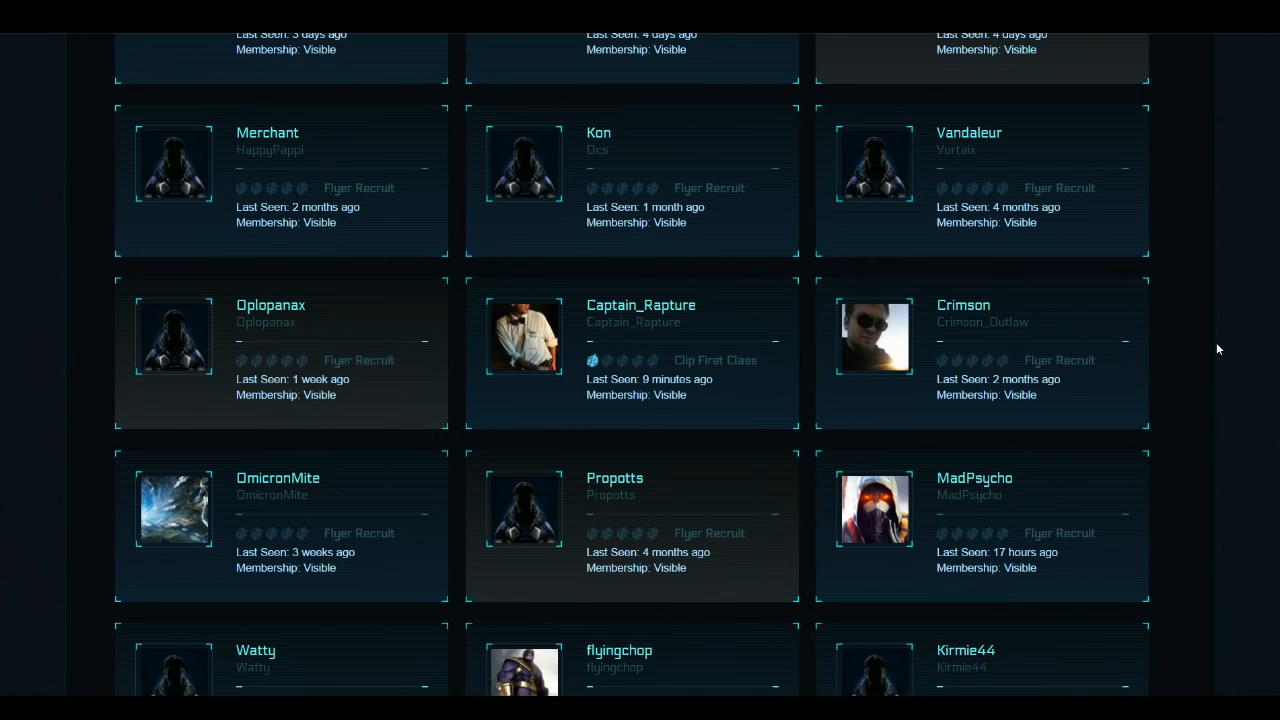 Last Seen: 3 days ago
Membership: Visible
Last Seen: 4 days ago
Membership: Visible
Last Seen: 4 days ago
Membership: Visible
Merchant
HappyPappi
Flyer Recruit
Last Seen: 2 months ago
Membership: Visible
Kon
Ocs
Flyer Recruit
Last Seen: 1 month ago
Membership: Visible
Vandaleur
Vortaix
Flyer Recruit
Last Seen: 4 months ago
Membership: Visible
Oplopanax
Oplopanax
Flyer Recruit
Last Seen: 1 week ago
Membership: Visible
Captain_Rapture
Captain_Rapture
Clip First Class
Last Seen: 9 minutes ago
Membership: Visible
Crimson
Crimson_Outlaw
Flyer Recruit
Last Seen: 2 months ago
Membership: Visible
OmicronMite
OmicronMite
Flyer Recruit
Last Seen: 3 weeks ago
Membership: Visible
Propotts
Propotts
Flyer Recruit
Last Seen: 4 months ago
Membership: Visible
MadPsycho
MadPsycho
Flyer Recruit
Last Seen: 17 hours ago
Membership: Visible
Watty
Watty
flyingchop
flyingchop
Kirmie44
Kirmie44